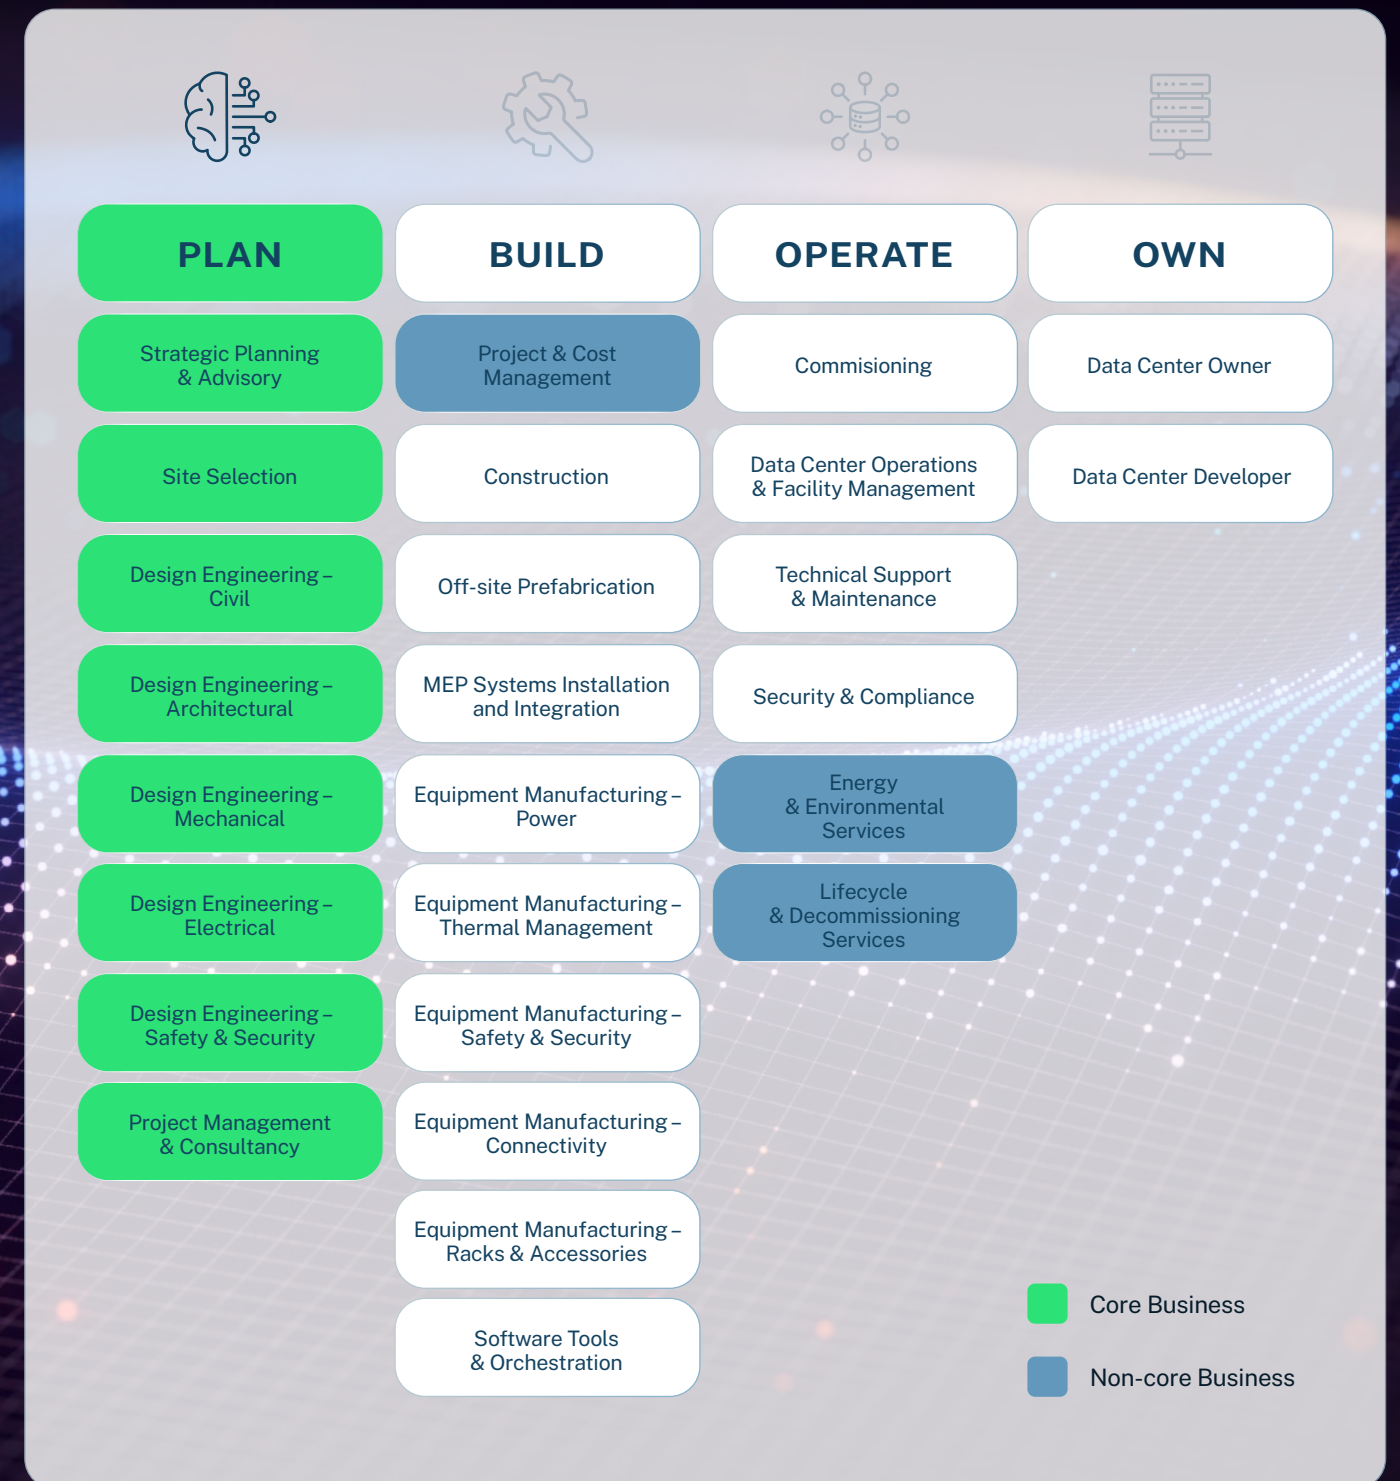 PLAN
BUILD
OPERATE
OWN
Strategic Planning
& Advisory
Project & Cost
Management
Commisioning
Data Center Owner
Site Selection
Construction
Data Center Operations
& Facility Management
Data Center Developer
Design Engineering –
Civil
Off-site Prefabrication
Technical Support
& Maintenance
Design Engineering –
Architectural
MEP Systems Installation
and Integration
Security & Compliance
Design Engineering –
Mechanical
Equipment Manufacturing –
Power
Energy
& Environmental
Services
Design Engineering –
Electrical
Equipment Manufacturing –
Thermal Management
Lifecycle
& Decommissioning
Services
Design Engineering –
Safety & Security
Equipment Manufacturing –
Safety & Security
Project Management
& Consultancy
Equipment Manufacturing –
Connectivity
Equipment Manufacturing –
Racks & Accessories
Software Tools
& Orchestration
Core Business
Non-core Business